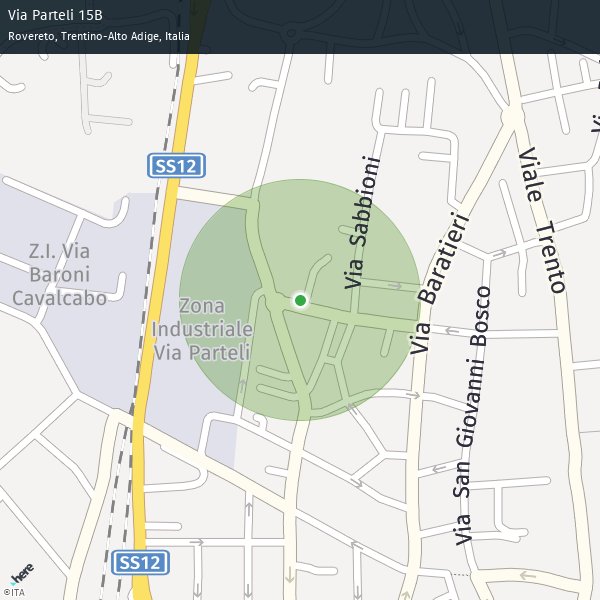 Via Parteli 15B
Rovereto, Trentino-Alto Adige, Italia
SS12
Via Sabbioni
Viale Trento
Via Baratieri
Z.I. Via
Baroni
Cavalcabo
Zona
Industriale
Via Parteli
Via San Giovanni Bosco
Via
SS12
here
©ITA